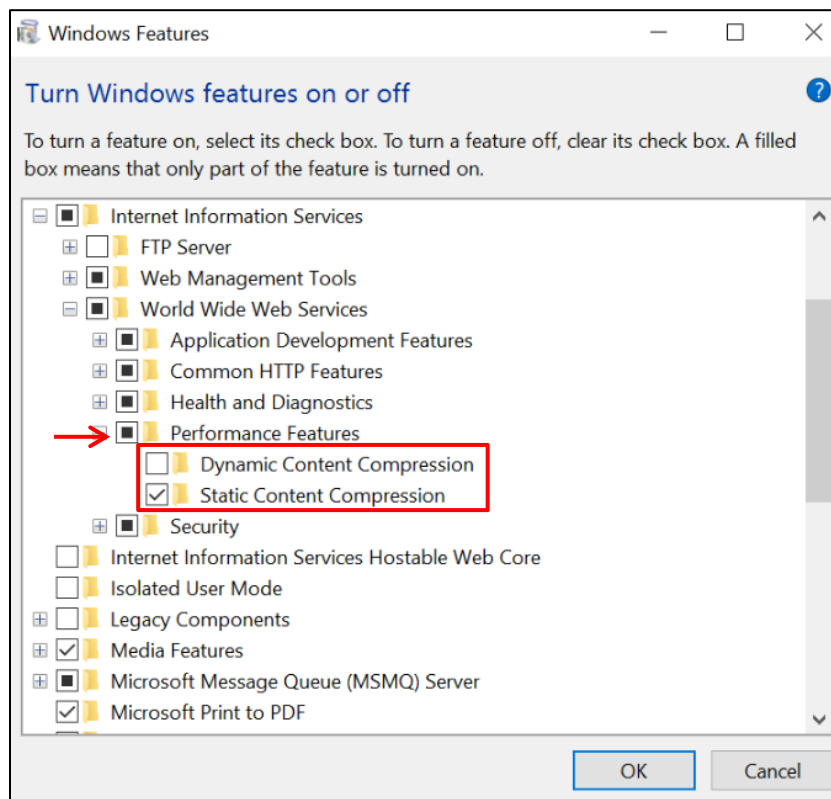 Windows Features
Turn Windows features on or off
?
To turn a feature on, select its check box. To turn a feature off, clear its check box. A filled
box means that only part of the feature is turned on.
Internet Information Services
FTP Server
Web Management Tools
World Wide Web Services
Application Development Features
Common HTTP Features
Health and Diagnostics
Performance Features
Dynamic Content Compression
Static Content Compression
Security
Internet Information Services Hostable Web Core
Isolated User Mode
Legacy Components
Media Features
Microsoft Message Queue (MSMQ) Server
Microsoft Print to PDF
OK Cancel